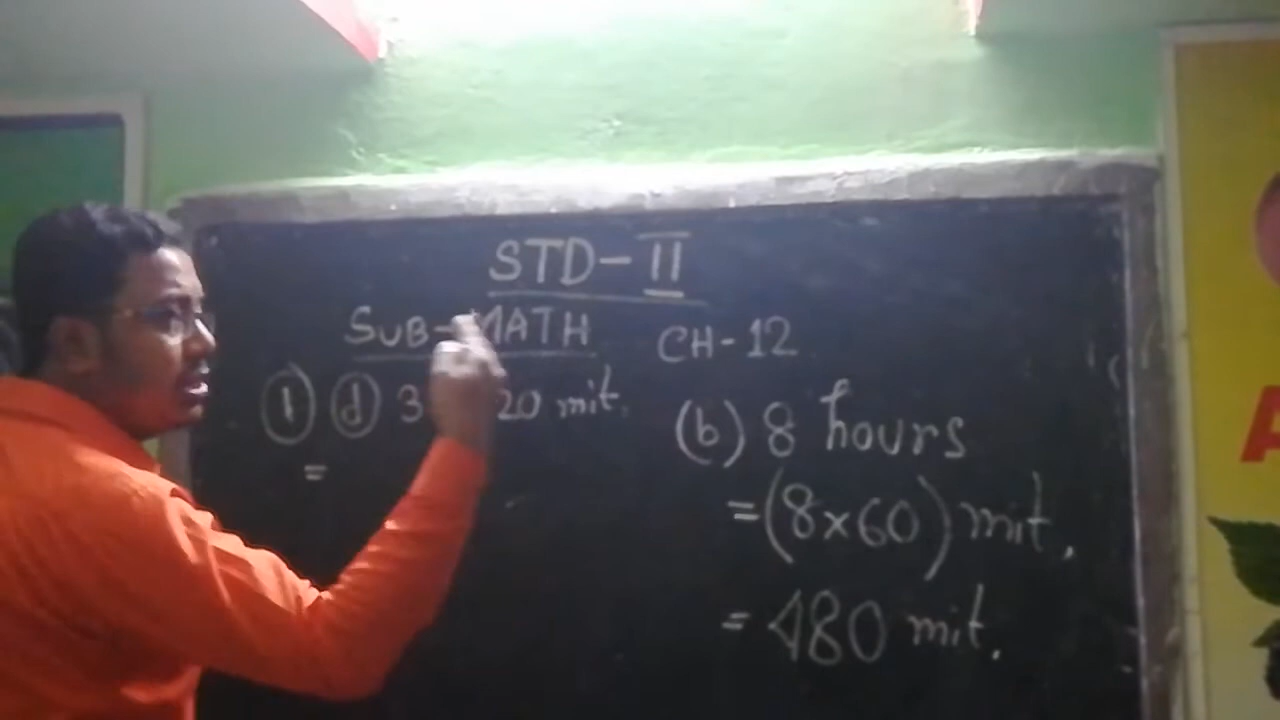 STD-II
SUB-MATH CH-12
(1) (d) 3 20 mit.
=
(b) 8 hours
=(8×60) mit.
= 480 mit.
A